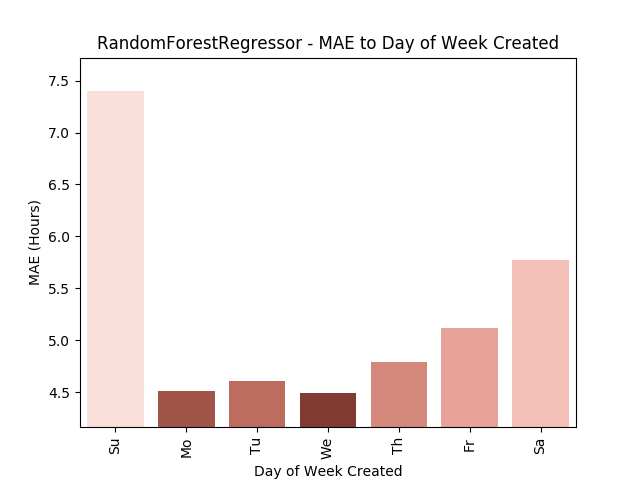 RandomForestRegressor - MAE to Day of Week Created
MAE (Hours)
7.5
7.0
6.5
6.0
5.5
5.0
4.5
Su
Mo
Tu
We
Th
Fr
Sa
Day of Week Created